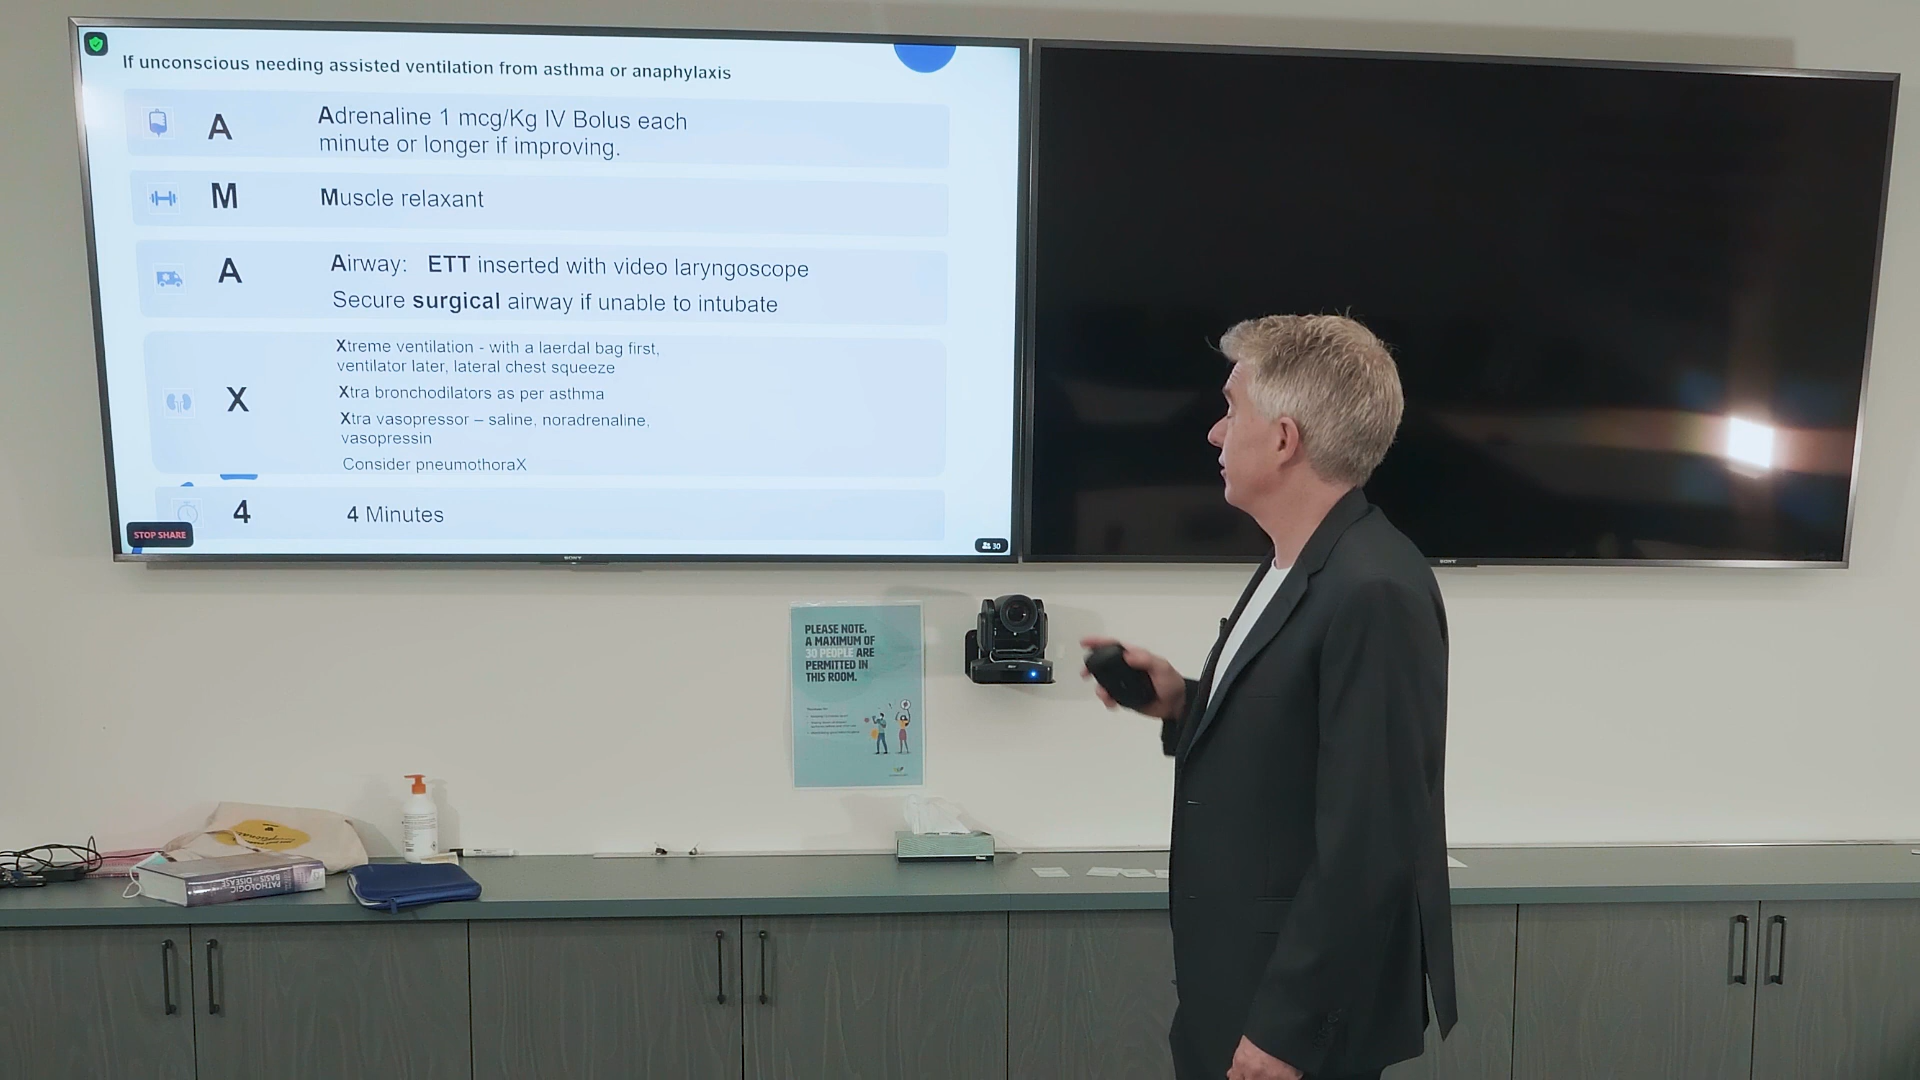 If unconscious needing assisted ventilation from asthma or anaphylaxis
A
Adrenaline 1 mcg/Kg IV Bolus each
minute or longer if improving.
M
Muscle relaxant
A
Airway: ETT inserted with video laryngoscope
Secure surgical airway if unable to intubate
X
Xtreme ventilation - with a laerdal bag first,
ventilator later, lateral chest squeeze
Xtra bronchodilators as per asthma
Xtra vasopressor – saline, noradrenaline,
vasopressin
Consider pneumothoraX
4
4 Minutes
STOP SHARE
30
SONY
SONY
PLEASE NOTE,
A MAXIMUM OF
30 PEOPLE ARE
PERMITTED IN
THIS ROOM.
PATHOLOGIC
BASIS OF DISEASE